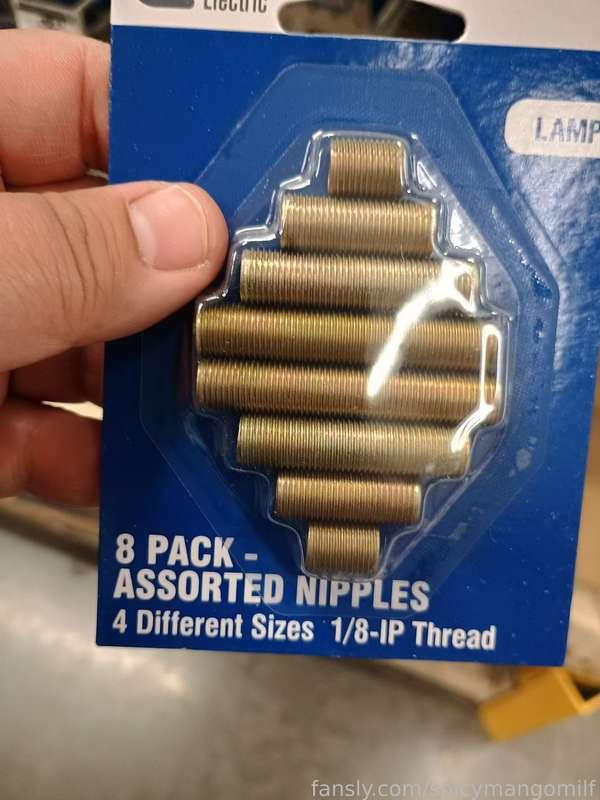 Electric
LAMP
8 PACK -
ASSORTED NIPPLES
4 Different Sizes 1/8-IP Thread
fansly.com/spicymangomilf